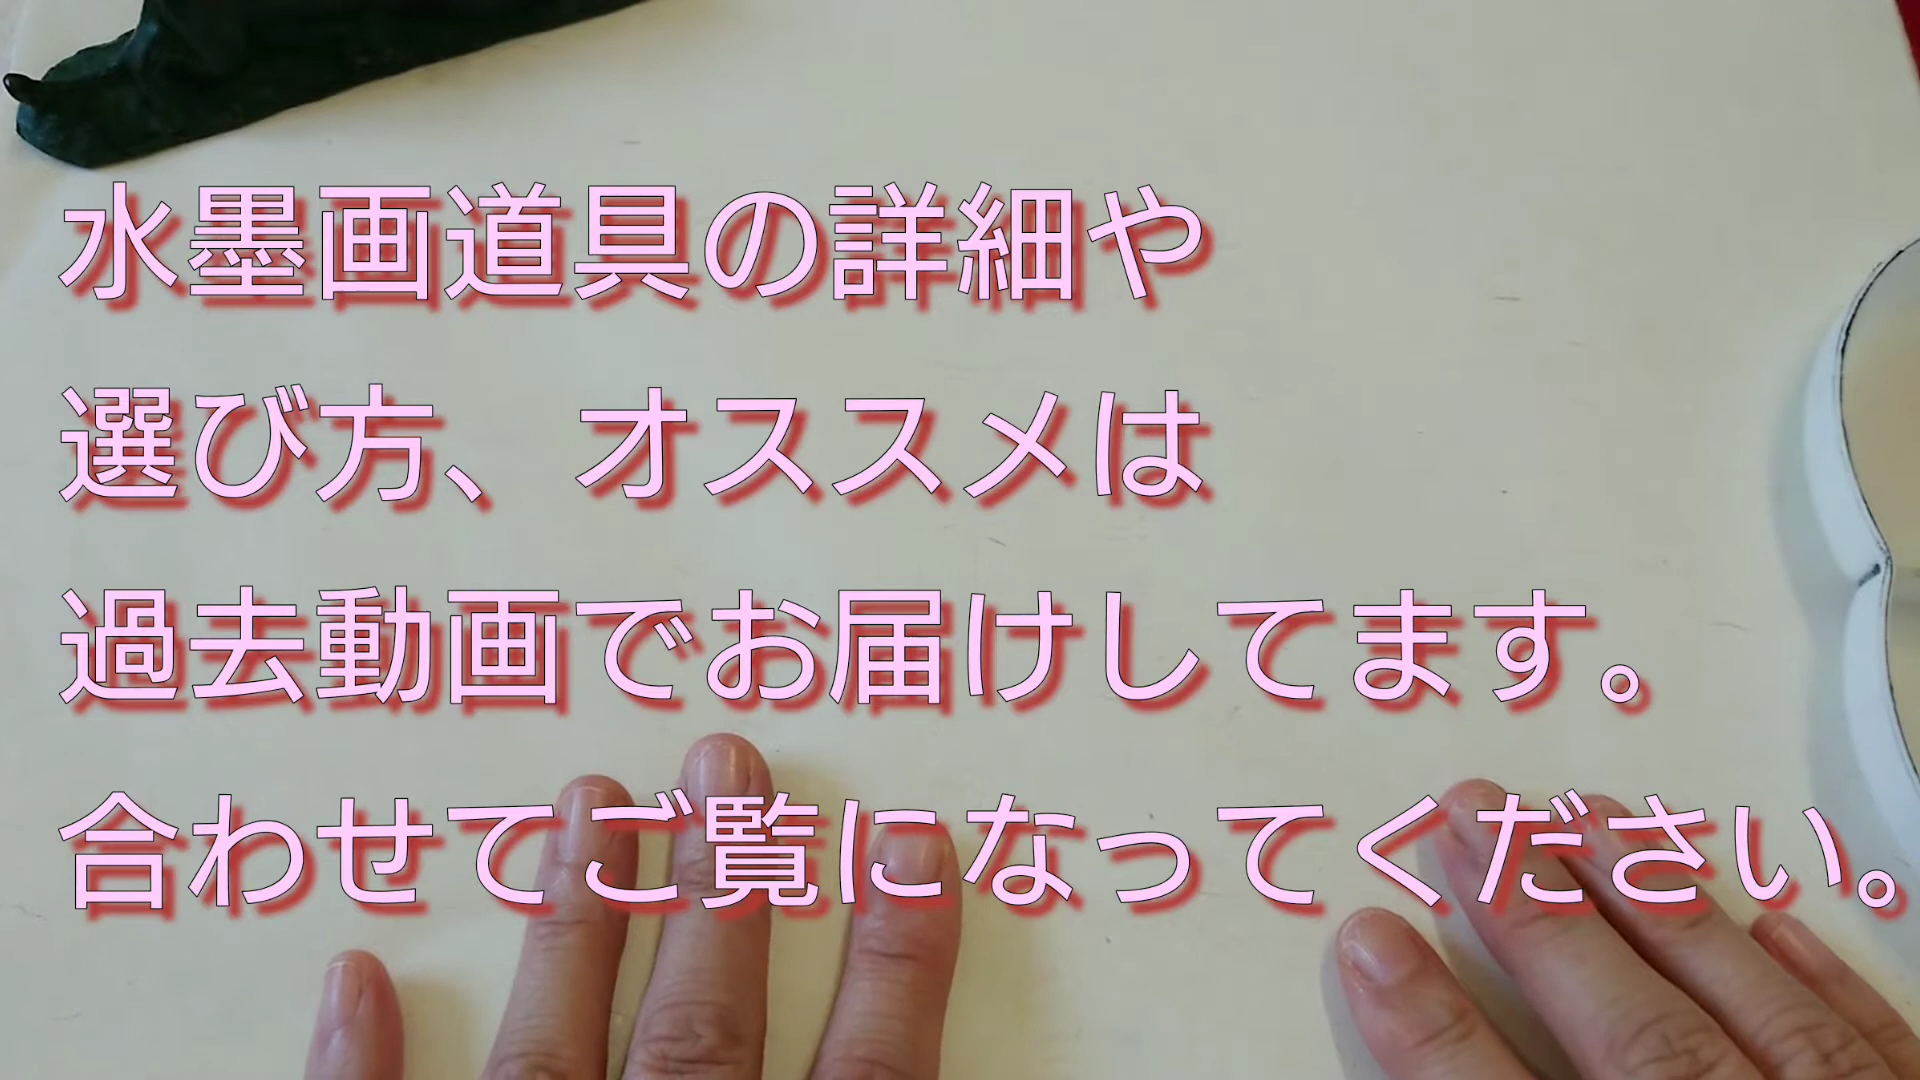 水墨画道具の詳細や
選び方、オススメは
過去動画でお届けしてます。
合わせてご覧になってください。